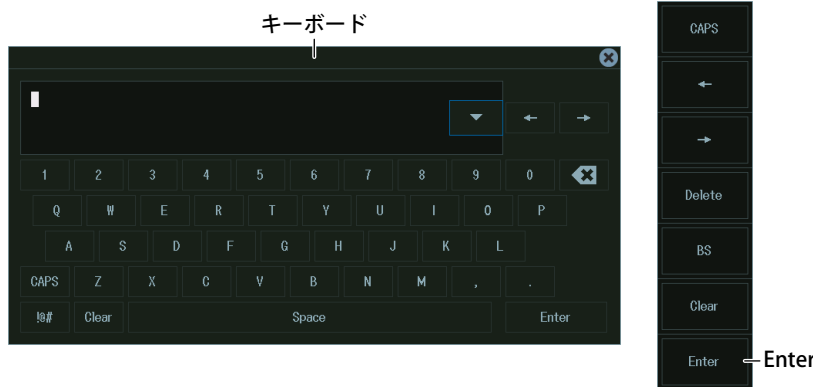 キーボード
1 2 3 4 5 6 7 8 9 0
Q W E R T Y U I O P
A S D F G H J K L
CAPS Z X C V B N M , .
!@# Clear Space Enter
CAPS
←
→
Delete
BS
Clear
Enter
Enter